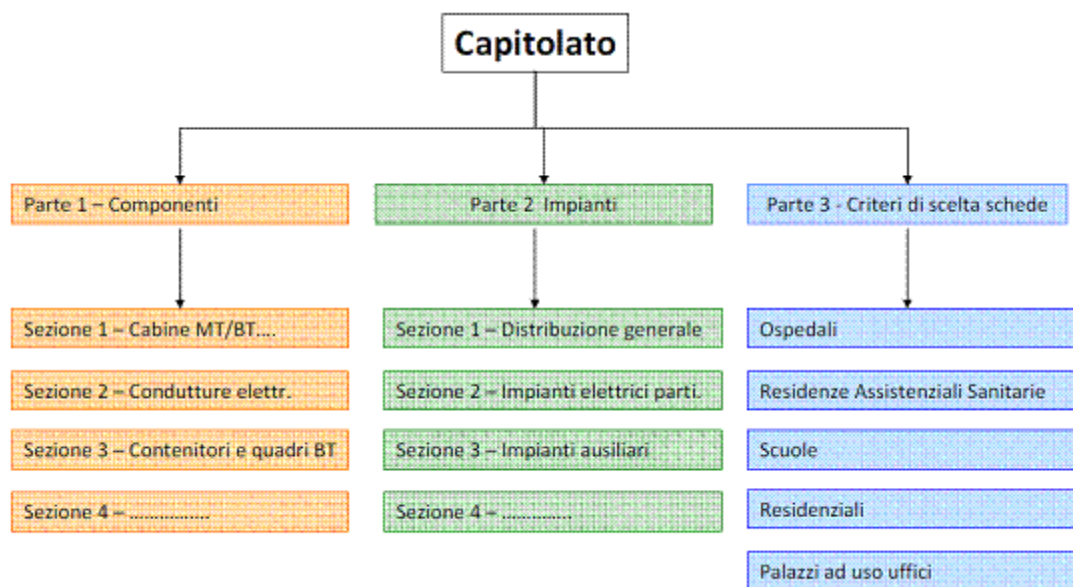 Capitolato
Parte 1 – Componenti
Parte 2 Impianti
Parte 3 - Criteri di scelta schede
Sezione 1 – Cabine MT/BT....
Sezione 2 – Condutture elettr.
Sezione 3 – Contenitori e quadri BT
Sezione 4 – ................
Sezione 1 – Distribuzione generale
Sezione 2 – Impianti elettrici parti.
Sezione 3 – Impianti ausiliari
Sezione 4 – ..............
Ospedali
Residenze Assistenziali Sanitarie
Scuole
Residenziali
Palazzi ad uso uffici